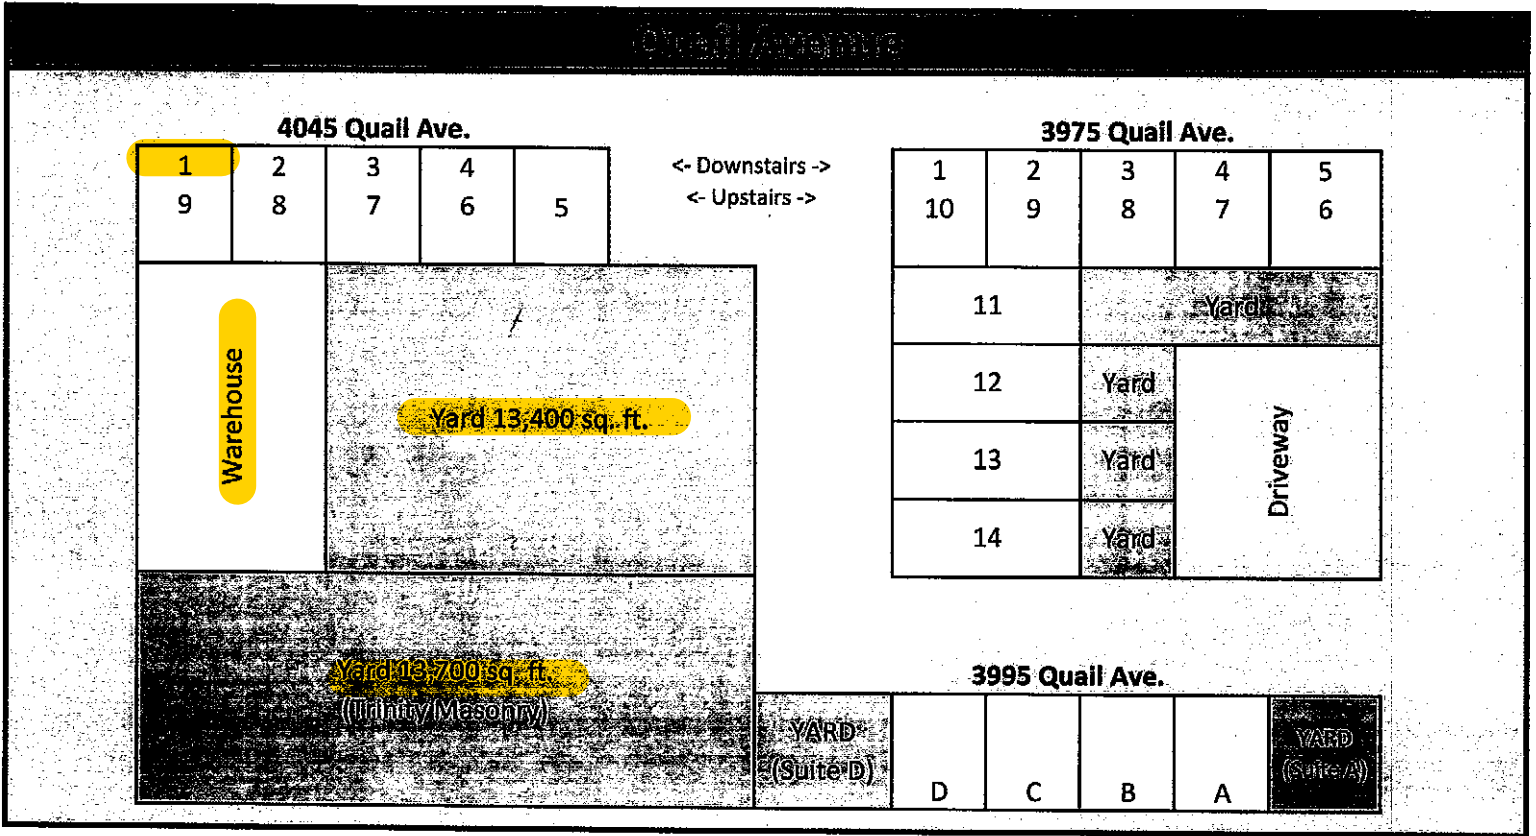 Quail Avenue
4045 Quail Ave.
1 2 3 4
9 8 7 6 5
<- Downstairs ->
<- Upstairs ->
3975 Quail Ave.
1 2 3 4 5
10 9 8 7 6
11 Yard
12 Yard
13 Yard
14 Yard
Driveway
Warehouse
Yard 13,400 sq. ft.
Yard 13,700 sq. ft.
(Trinity Masonry)
3995 Quail Ave.
YARD
(Suite D)
D C B A
YARD
(Suite A)